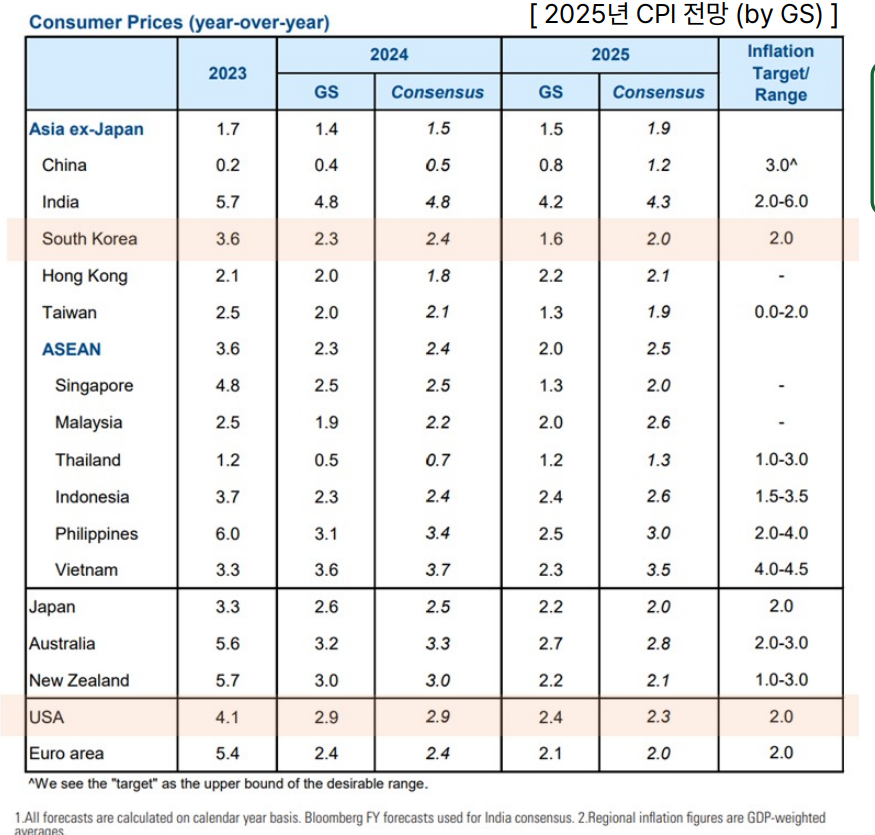 Consumer Prices (year-over-year) [ 2025년 CPI 전망 (by GS) ]
2023 2024 2025 Inflation Target/ Range
GS Consensus GS Consensus
Asia ex-Japan 1.7 1.4 1.5 1.5 1.9
China 0.2 0.4 0.5 0.8 1.2 3.0^
India 5.7 4.8 4.8 4.2 4.3 2.0-6.0
South Korea 3.6 2.3 2.4 1.6 2.0 2.0
Hong Kong 2.1 2.0 1.8 2.2 2.1 -
Taiwan 2.5 2.0 2.1 1.3 1.9 0.0-2.0
ASEAN 3.6 2.3 2.4 2.0 2.5
Singapore 4.8 2.5 2.5 1.3 2.0 -
Malaysia 2.5 1.9 2.2 2.0 2.6 -
Thailand 1.2 0.5 0.7 1.2 1.3 1.0-3.0
Indonesia 3.7 2.3 2.4 2.4 2.6 1.5-3.5
Philippines 6.0 3.1 3.4 2.5 3.0 2.0-4.0
Vietnam 3.3 3.6 3.7 2.3 3.5 4.0-4.5
Japan 3.3 2.6 2.5 2.2 2.0 2.0
Australia 5.6 3.2 3.3 2.7 2.8 2.0-3.0
New Zealand 5.7 3.0 3.0 2.2 2.1 1.0-3.0
USA 4.1 2.9 2.9 2.4 2.3 2.0
Euro area 5.4 2.4 2.4 2.1 2.0 2.0
^We see the "target" as the upper bound of the desirable range.
1.All forecasts are calculated on calendar year basis. Bloomberg FY forecasts used for India consensus. 2.Regional inflation figures are GDP-weighted
averages.